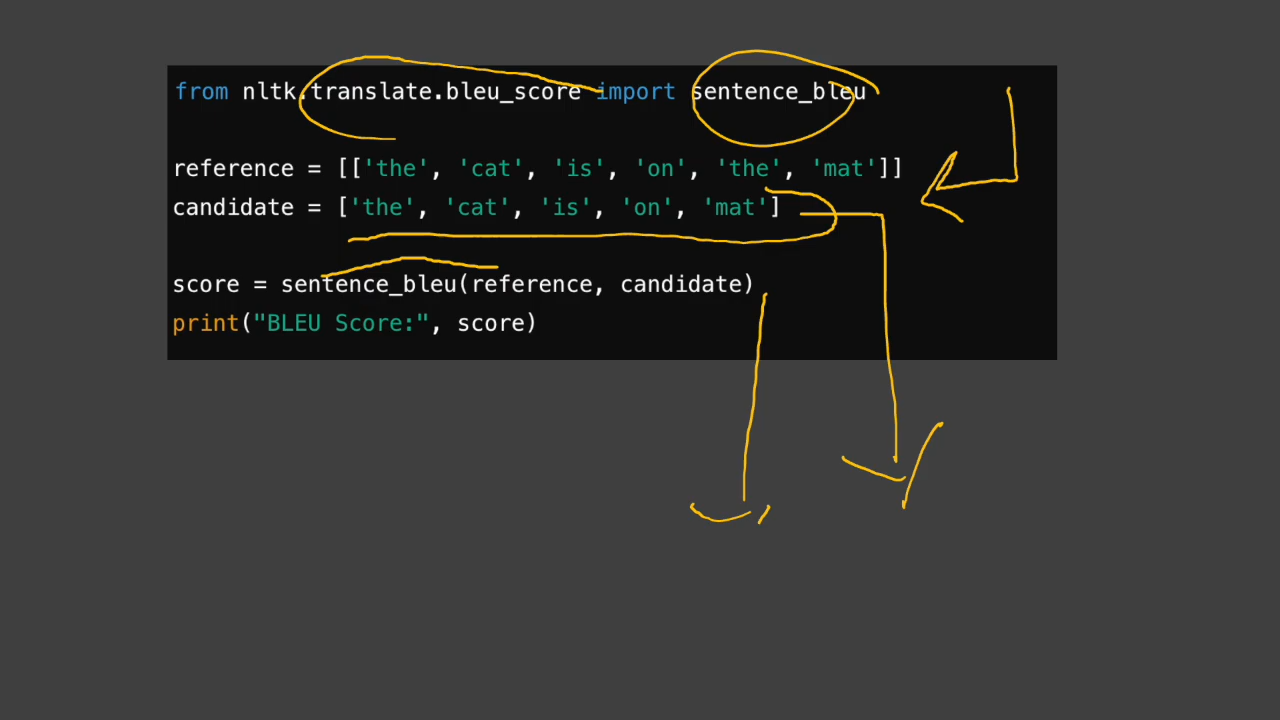 from nltk.translate.bleu_score import sentence_bleu
reference = [['the', 'cat', 'is', 'on', 'the', 'mat']]
candidate = ['the', 'cat', 'is', 'on', 'mat']
score = sentence_bleu(reference, candidate)
print("BLEU Score:", score)